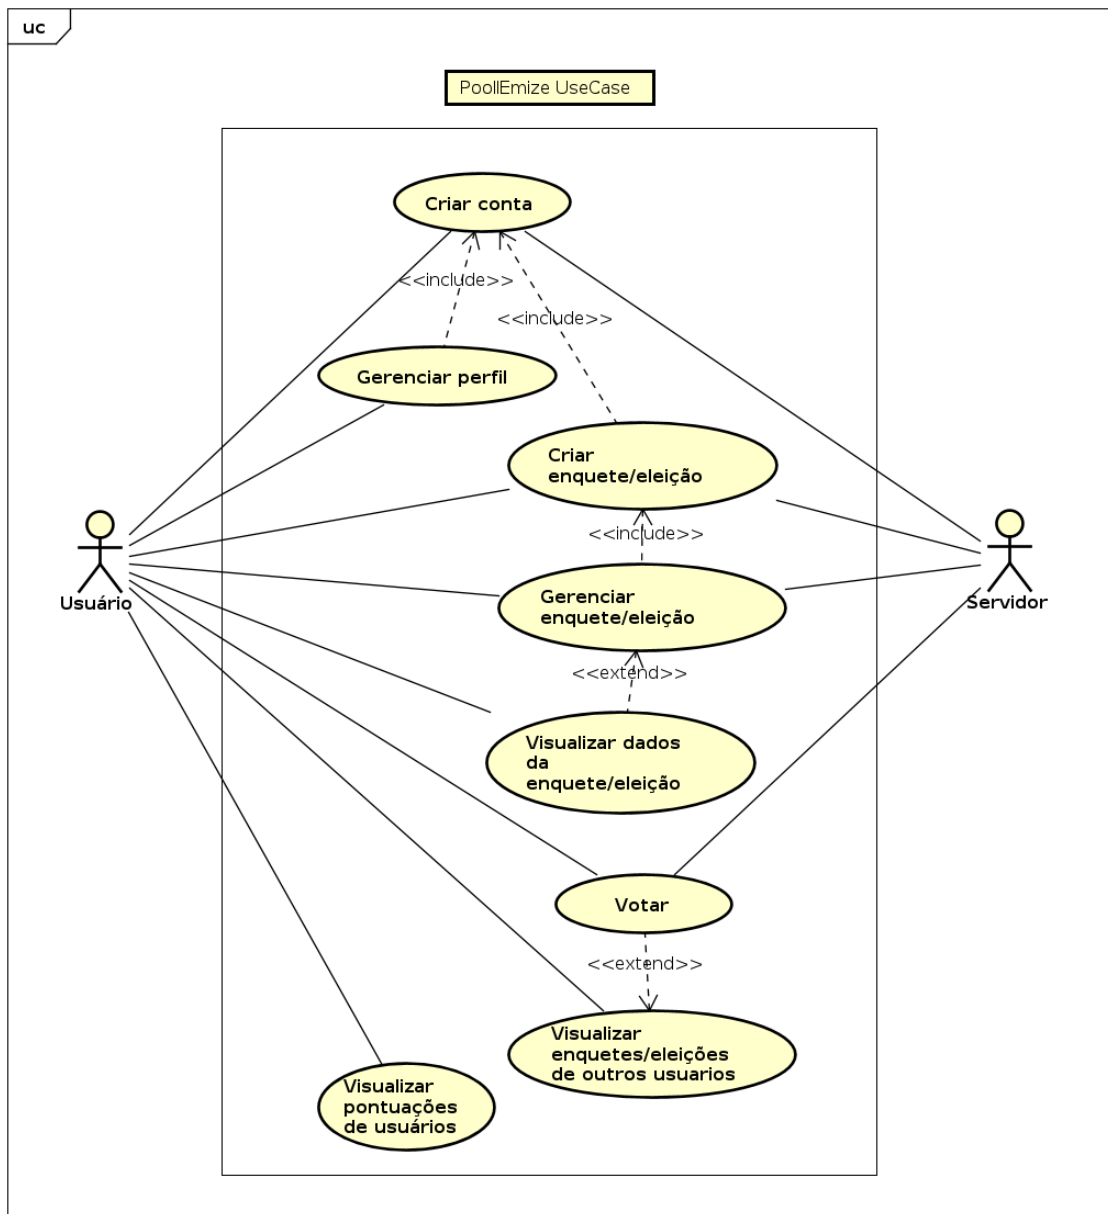 uc
PoollEmize UseCase
Criar conta
<<include>>
<<include>>
Gerenciar perfil
Criar
enquete/eleição
<<include>>
Gerenciar
enquete/eleição
Usuário
Servidor
<<extend>>
Visualizar dados
da
enquete/eleição
Votar
<<extend>>
Visualizar
enquetes/eleições
de outros usuarios
Visualizar
pontuações
de usuários